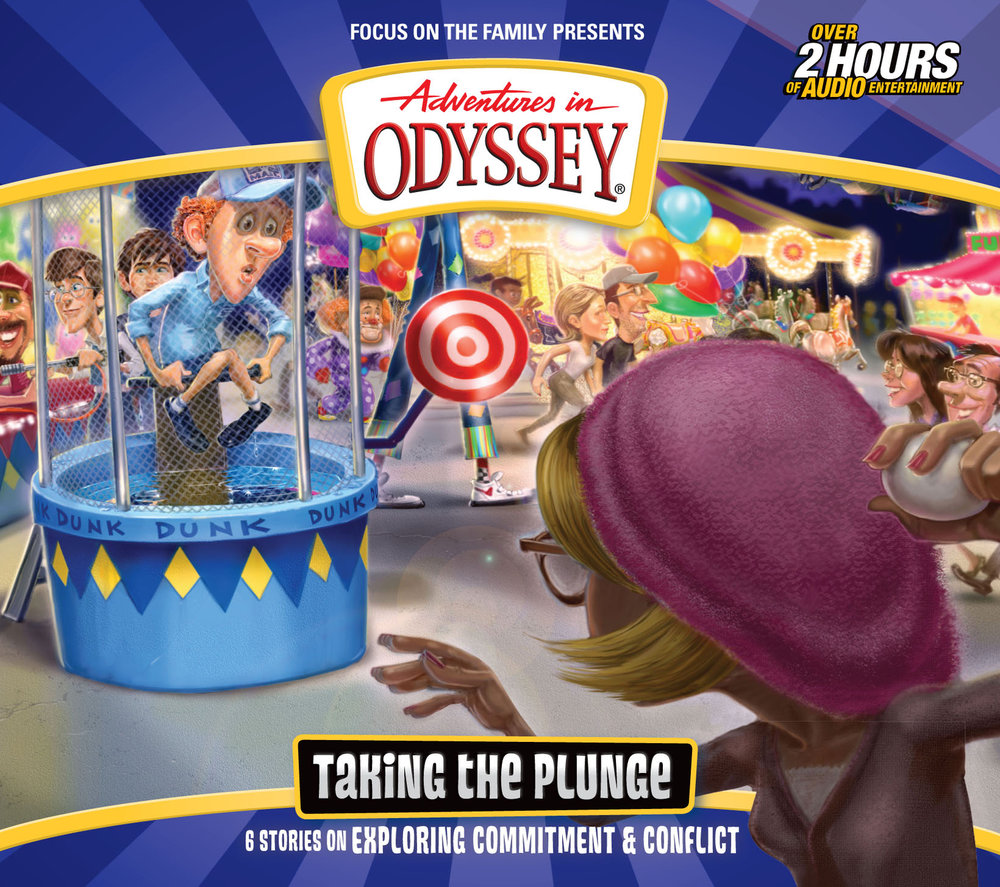 FOCUS ON THE FAMILY PRESENTS
OVER
2 HOURS
OF AUDIO ENTERTAINMENT
Adventures in
ODYSSEY®
DUNK DUNK DUNK
TAKING THE PLUNGE
6 STORIES ON EXPLORING COMMITMENT & CONFLICT